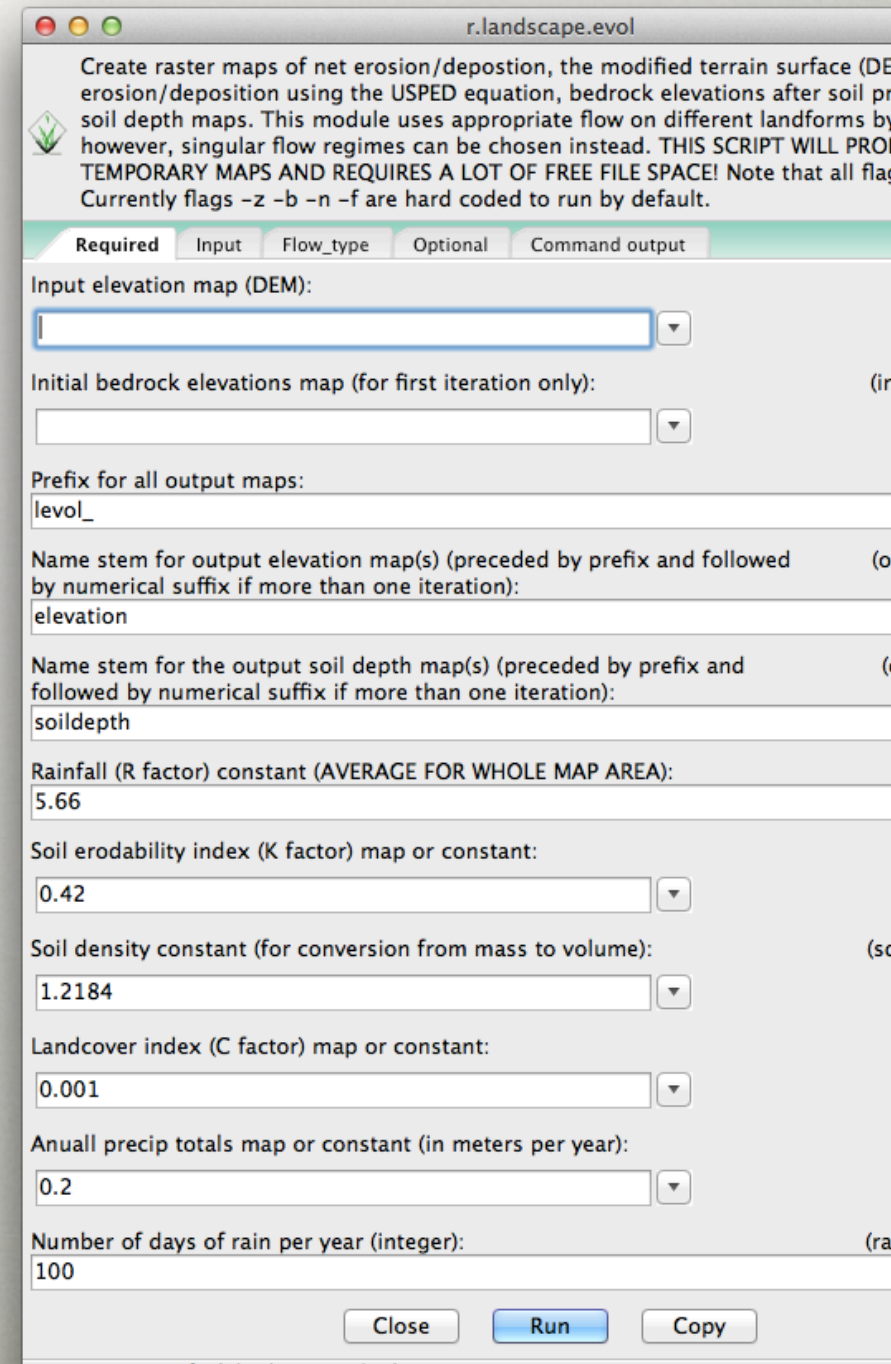 r.landscape.evol
Create raster maps of net erosion/depostion, the modified terrain surface (DE
erosion/deposition using the USPED equation, bedrock elevations after soil pr
soil depth maps. This module uses appropriate flow on different landforms by
however, singular flow regimes can be chosen instead. THIS SCRIPT WILL PROD
TEMPORARY MAPS AND REQUIRES A LOT OF FREE FILE SPACE! Note that all flag
Currently flags -z -b -n -f are hard coded to run by default.
Required Input Flow_type Optional Command output
Input elevation map (DEM):
Initial bedrock elevations map (for first iteration only): (in
Prefix for all output maps:
levol_
Name stem for output elevation map(s) (preceded by prefix and followed (o
by numerical suffix if more than one iteration):
elevation
Name stem for the output soil depth map(s) (preceded by prefix and (
followed by numerical suffix if more than one iteration):
soildepth
Rainfall (R factor) constant (AVERAGE FOR WHOLE MAP AREA):
5.66
Soil erodability index (K factor) map or constant:
0.42
Soil density constant (for conversion from mass to volume): (so
1.2184
Landcover index (C factor) map or constant:
0.001
Anuall precip totals map or constant (in meters per year):
0.2
Number of days of rain per year (integer): (ra
100
Close Run Copy